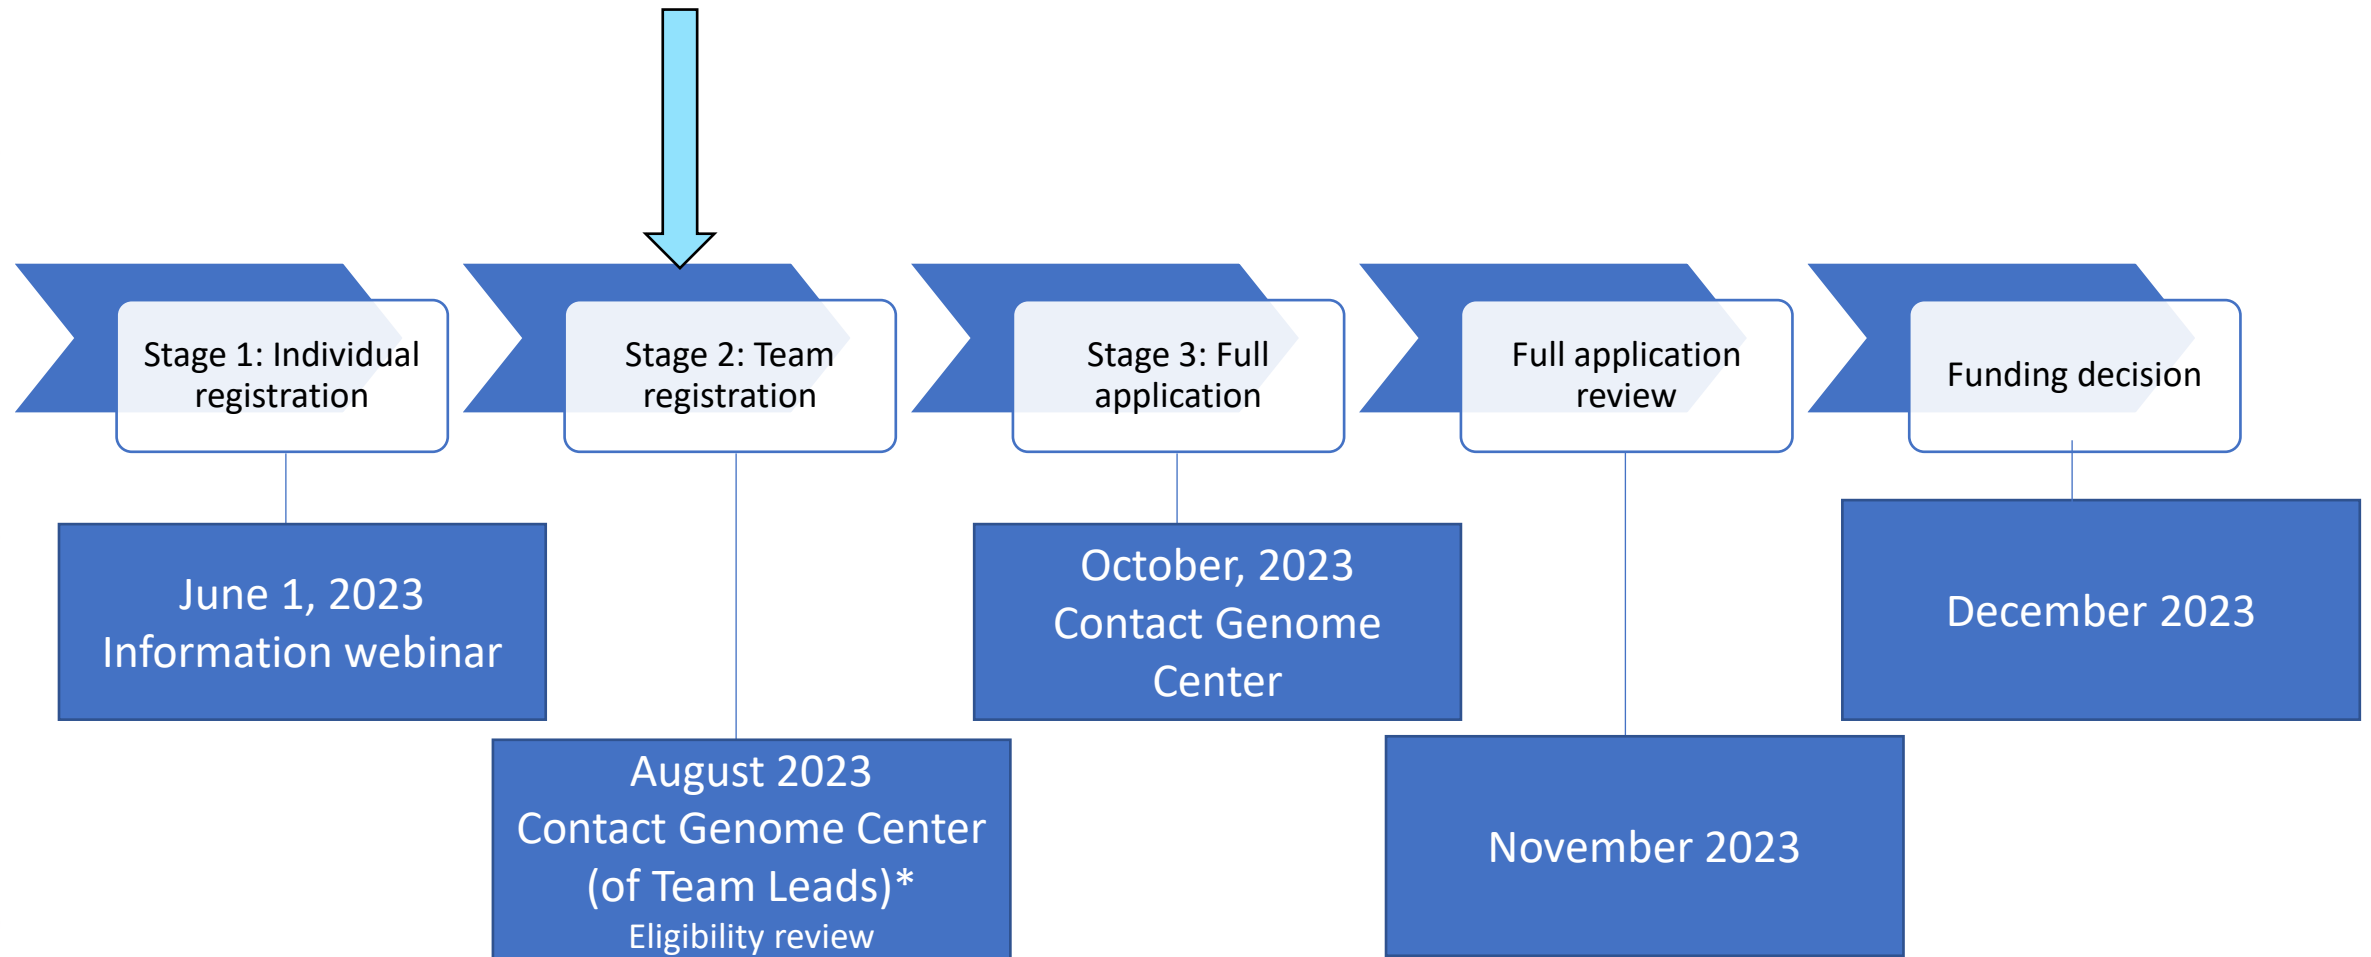 Stage 1: Individual
registration
Stage 2: Team
registration
Stage 3: Full
application
Full application
review
Funding decision
June 1, 2023
Information webinar
August 2023
Contact Genome Center
(of Team Leads)*
Eligibility review
October, 2023
Contact Genome
Center
November 2023
December 2023